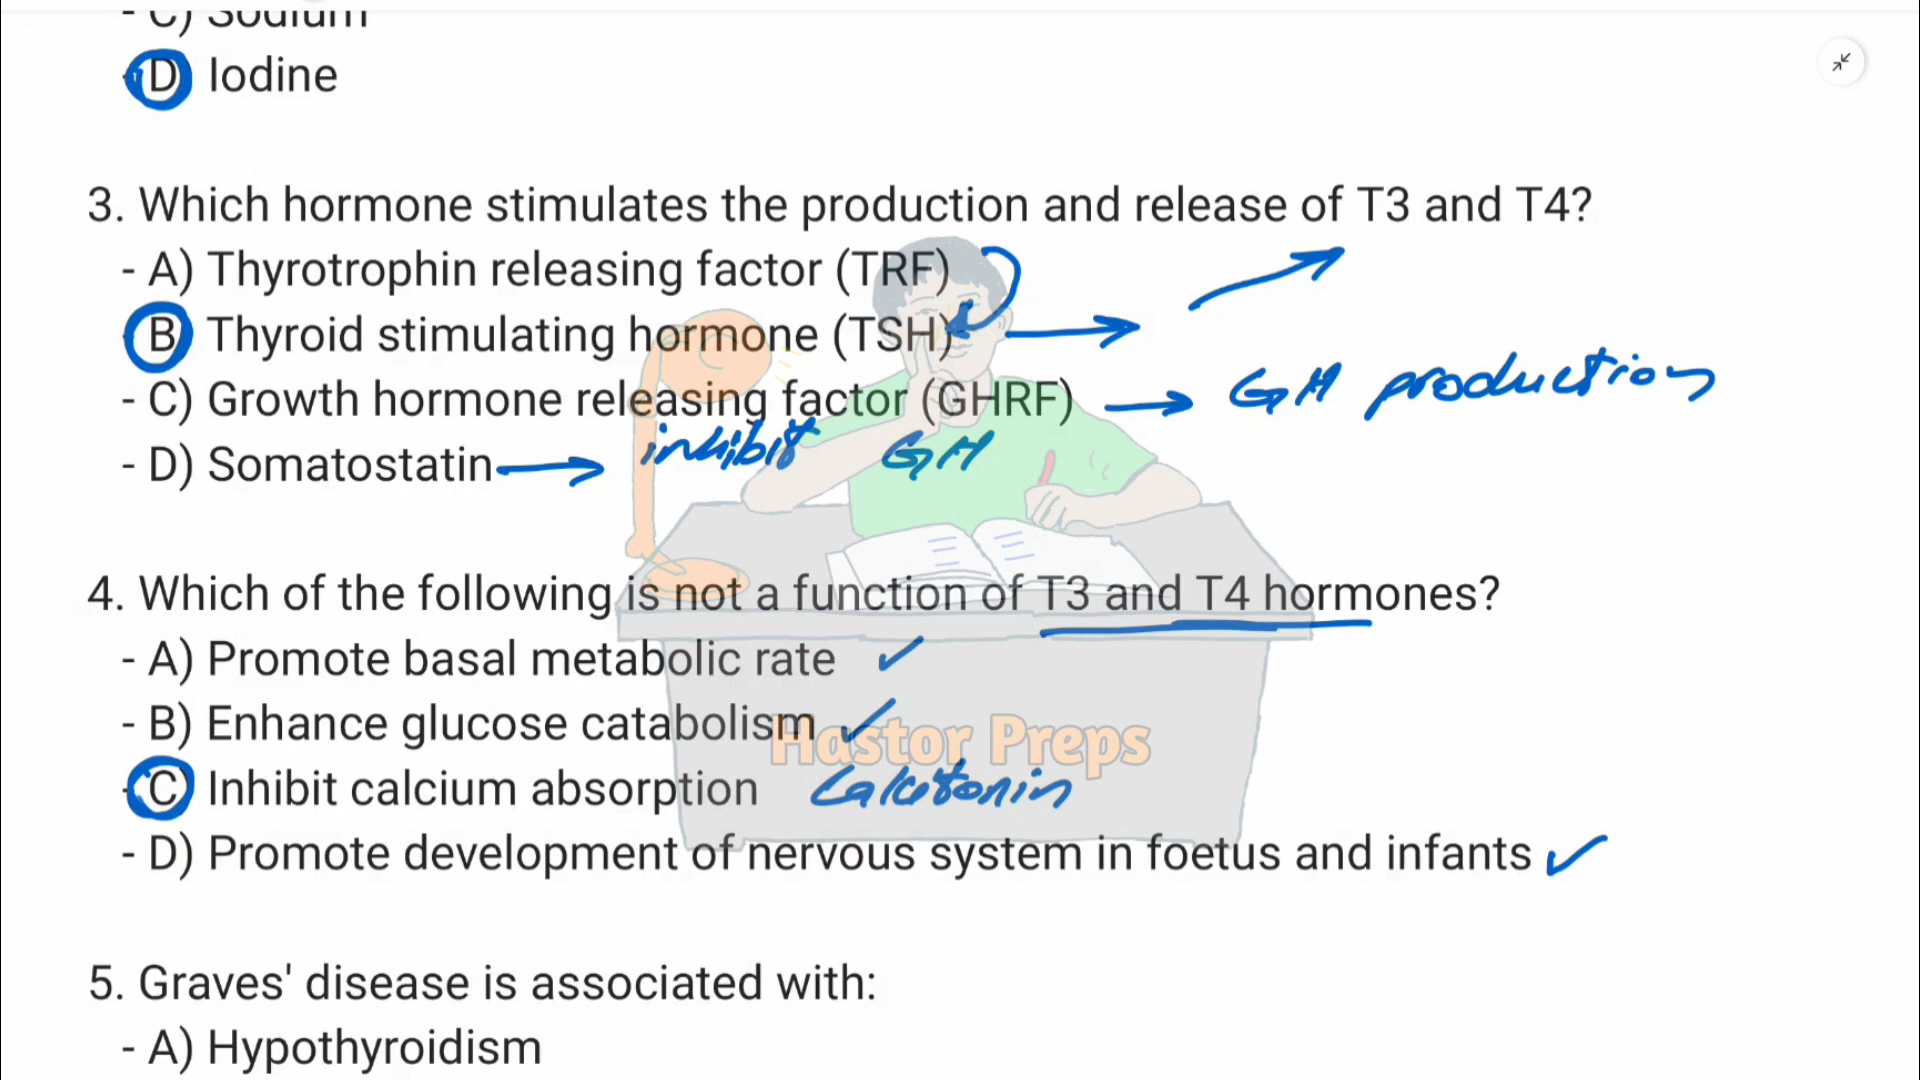 - C) Sodium
D) Iodine
3. Which hormone stimulates the production and release of T3 and T4?
- A) Thyrotrophin releasing factor (TRF)
B) Thyroid stimulating hormone (TSH)
- C) Growth hormone releasing factor (GHRF) → GH production
- D) Somatostatin → inhibit GH
4. Which of the following is not a function of T3 and T4 hormones?
- A) Promote basal metabolic rate ✓
- B) Enhance glucose catabolism ✓
Hastor Preps
- C) Inhibit calcium absorption Calcitonin
- D) Promote development of nervous system in foetus and infants ✓
5. Graves' disease is associated with:
- A) Hypothyroidism